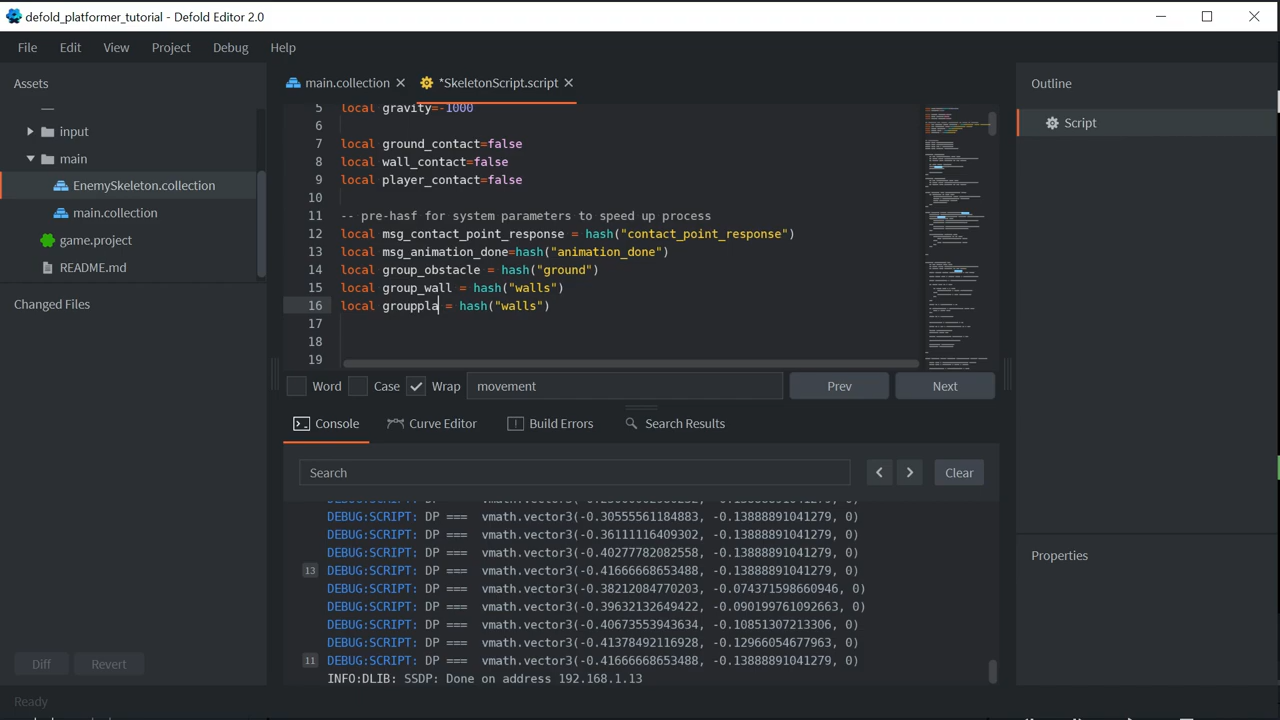 defold_platformer_tutorial - Defold Editor 2.0
File Edit View Project Debug Help
Assets
input
main
EnemySkeleton.collection
main.collection
game.project
README.md
Changed Files
Diff Revert
Ready
main.collection *SkeletonScript.script
5 local gravity=-1000
6
7 local ground_contact=false
8 local wall_contact=false
9 local player_contact=false
10
11 -- pre-hasf for system parameters to speed up process
12 local msg_contact_point_response = hash("contact_point_response")
13 local msg_animation_done=hash("animation_done")
14 local group_obstacle = hash("ground")
15 local group_wall = hash("walls")
16 local grouppla = hash("walls")
17
18
19
Word Case Wrap movement Prev Next
Console Curve Editor Build Errors Search Results
Search Clear
DEBUG:SCRIPT: DP === vmath.vector3(-0.30555561184883, -0.13888891041279, 0)
DEBUG:SCRIPT: DP === vmath.vector3(-0.36111116409302, -0.13888891041279, 0)
DEBUG:SCRIPT: DP === vmath.vector3(-0.40277782082558, -0.13888891041279, 0)
13 DEBUG:SCRIPT: DP === vmath.vector3(-0.41666668653488, -0.13888891041279, 0)
DEBUG:SCRIPT: DP === vmath.vector3(-0.38212084770203, -0.074371598660946, 0)
DEBUG:SCRIPT: DP === vmath.vector3(-0.39632132649422, -0.090199761092663, 0)
DEBUG:SCRIPT: DP === vmath.vector3(-0.40673553943634, -0.10851307213306, 0)
DEBUG:SCRIPT: DP === vmath.vector3(-0.41378492116928, -0.12966054677963, 0)
11 DEBUG:SCRIPT: DP === vmath.vector3(-0.41666668653488, -0.13888891041279, 0)
INFO:DLIB: SSDP: Done on address 192.168.1.13
Outline
Script
Properties